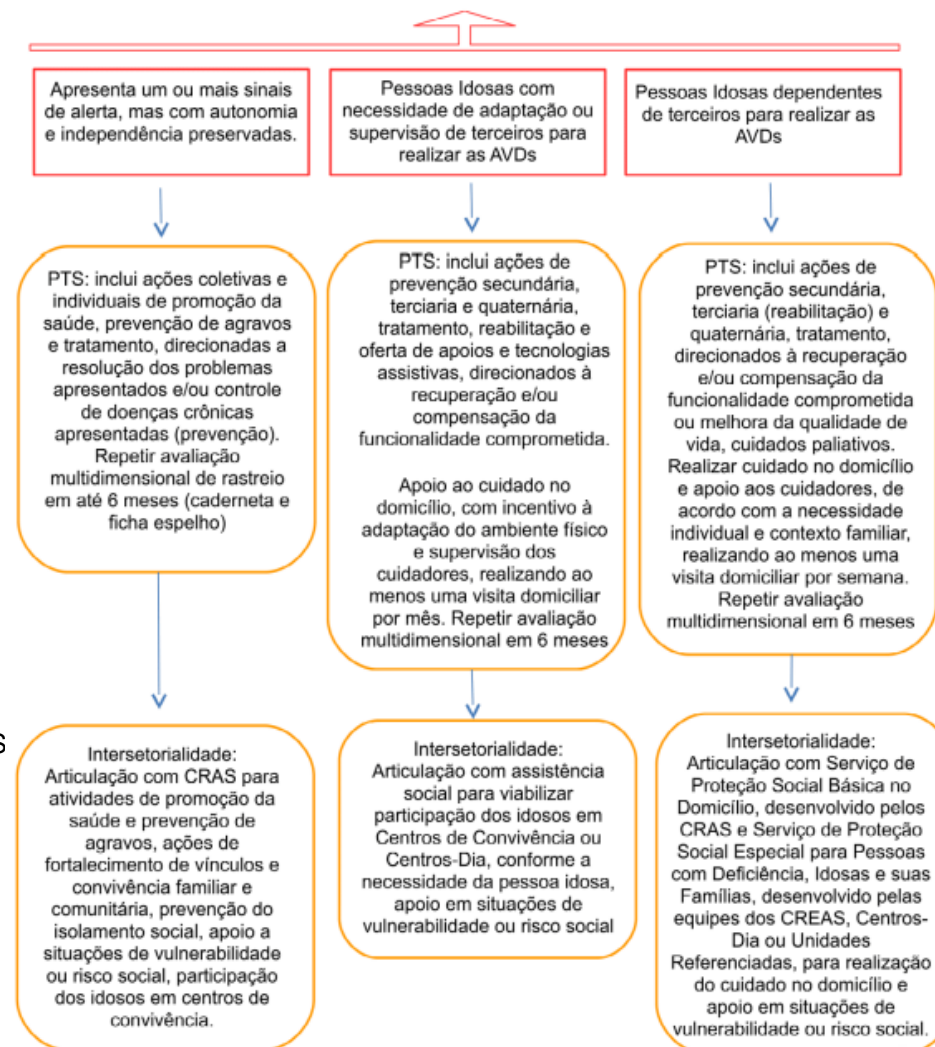 Apresenta um ou mais sinais
de alerta, mas com autonomia
e independência preservadas.
Pessoas Idosas com
necessidade de adaptação ou
supervisão de terceiros para
realizar as AVDs
Pessoas Idosas dependentes
de terceiros para realizar as
AVDs
PTS: inclui ações coletivas e
individuais de promoção da
saúde, prevenção de agravos
e tratamento, direcionadas a
resolução dos problemas
apresentados e/ou controle
de doenças crônicas
apresentadas (prevenção).
Repetir avaliação
multidimensional de rastreio
em até 6 meses (caderneta e
ficha espelho)
PTS: inclui ações de
prevenção secundária,
terciaria e quaternária,
tratamento, reabilitação e
oferta de apoios e tecnologias
assistivas, direcionados à
recuperação e/ou
compensação da
funcionalidade comprometida.
Apoio ao cuidado no
domicílio, com incentivo à
adaptação do ambiente físico
e supervisão dos
cuidadores, realizando ao
menos uma visita domiciliar
por mês. Repetir avaliação
multidimensional em 6 meses
PTS: inclui ações de
prevenção secundária,
terciaria (reabilitação) e
quaternária, tratamento,
direcionados à recuperação
e/ou compensação da
funcionalidade comprometida
ou melhora da qualidade de
vida, cuidados paliativos.
Realizar cuidado no domicílio
e apoio aos cuidadores, de
acordo com a necessidade
individual e contexto familiar,
realizando ao menos uma
visita domiciliar por semana.
Repetir avaliação
multidimensional em 6 meses
s
Intersetorialidade:
Articulação com CRAS para
atividades de promoção da
saúde e prevenção de
agravos, ações de
fortalecimento de vínculos e
convivência familiar e
comunitária, prevenção do
isolamento social, apoio a
situações de vulnerabilidade
ou risco social, participação
dos idosos em centros de
convivência.
Intersetorialidade:
Articulação com assistência
social para viabilizar
participação dos idosos em
Centros de Convivência ou
Centros-Dia, conforme a
necessidade da pessoa idosa,
apoio em situações de
vulnerabilidade ou risco social
Intersetorialidade:
Articulação com Serviço de
Proteção Social Básica no
Domicílio, desenvolvido pelos
CRAS e Serviço de Proteção
Social Especial para Pessoas
com Deficiência, Idosas e suas
Famílias, desenvolvido pelas
equipes dos CREAS, Centros-
Dia ou Unidades
Referenciadas, para realização
do cuidado no domicílio e
apoio em situações de
vulnerabilidade ou risco social.